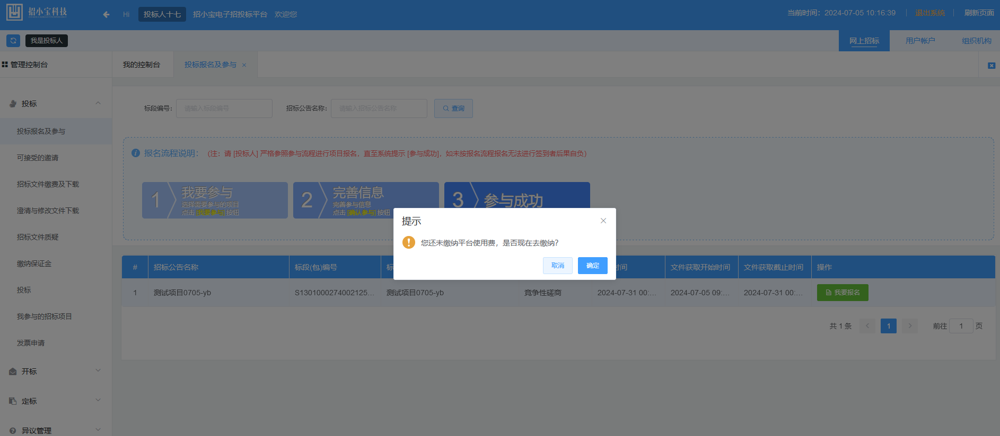 招小宝科技
Hi 投标人十七 招小宝电子招投标平台 欢迎您
当前时间：2024-07-05 10:16:39 退出系统 刷新页面
我是投标人
网上招标 用户帐户 组织机构
管理控制台
我的控制台 投标报名及参与
投标
投标报名及参与
可接受的邀请
招标文件缴费及下载
澄清与修改文件下载
招标文件质疑
缴纳保证金
投标
我参与的招标项目
发票申请
开标
定标
异议管理
标段编号： 请输入标段编号 招标公告名称： 请输入招标公告名称 查询
报名流程说明： （注：请 [投标人] 严格参照参与流程进行项目报名，直至系统提示 [参与成功]，如未按报名流程报名无法进行签到者后果自负）
1 我要参与
选择需要参与的项目
点击 [我要参与] 按钮
2 完善信息
完善参与信息
点击 [确认参与] 按钮
3 参与成功
提示
您还未缴纳平台使用费，是否现在去缴纳?
取消 确定
# 招标公告名称 标段(包)编号 标 时间 文件获取开始时间 文件获取截止时间 操作
1 测试项目0705-yb S1301000274002125... 测试项目0705-yb 竞争性磋商 2024-07-31 00:... 2024-07-05 09:... 2024-07-31 00:... 我要报名
共 1 条 1 前往 1 页